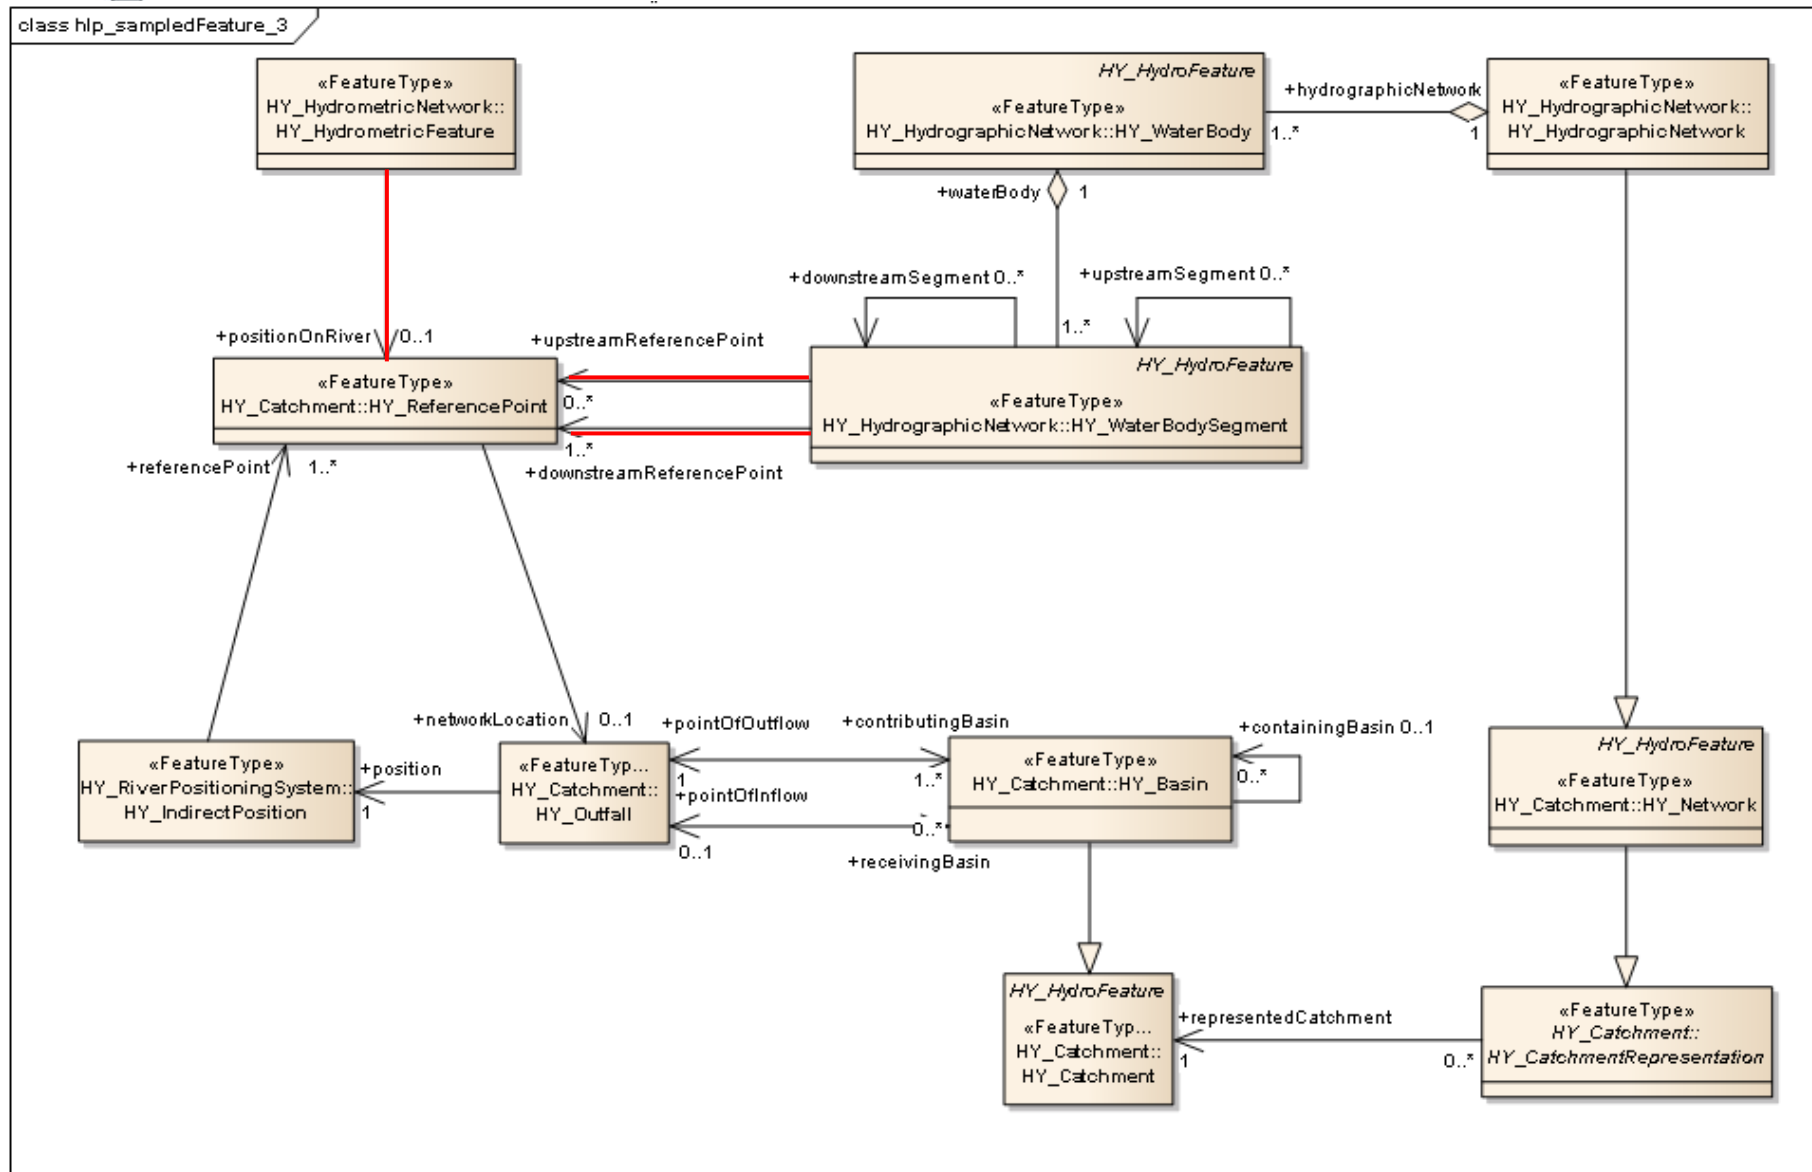 class hlp_sampledFeature_3
«FeatureType»
HY_HydrometricNetwork::
HY_HydrometricFeature
HY_HydroFeature
«FeatureType»
HY_HydrographicNetwork::HY_WaterBody
+hydrographicNetwork
1..*
1
«FeatureType»
HY_HydrographicNetwork::
HY_HydrographicNetwork
+waterBody
1
+downstreamSegment 0..*
+upstreamSegment 0..*
1..*
+positionOnRiver
0..1
+upstreamReferencePoint
0..*
1..*
+downstreamReferencePoint
«FeatureType»
HY_Catchment::HY_ReferencePoint
HY_HydroFeature
«FeatureType»
HY_HydrographicNetwork::HY_WaterBodySegment
+referencePoint
1..*
+networkLocation
0..1
+pointOfOutflow
+contributingBasin
1
1..*
+containingBasin 0..1
0..*
«FeatureType»
HY_RiverPositioningSystem::
HY_IndirectPosition
+position
1
«FeatureTyp...
HY_Catchment::
HY_Outfall
+pointOfInflow
0..1
0..*
+receivingBasin
«FeatureType»
HY_Catchment::HY_Basin
HY_HydroFeature
«FeatureType»
HY_Catchment::HY_Network
HY_HydroFeature
«FeatureTyp...
HY_Catchment::
HY_Catchment
+representedCatchment
1
0..*
«FeatureType»
HY_Catchment::
HY_CatchmentRepresentation